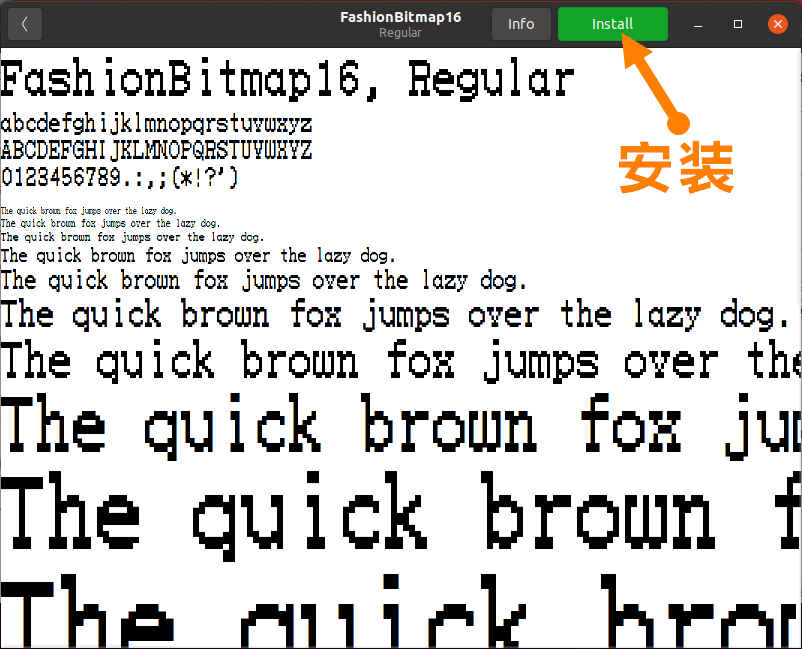 FashionBitmap16
Regular
Info
Install
安装
FashionBitmap16, Regular
abcdefghijklmnopqrstuvwxyz
ABCDEFGHIJKLMNOPQRSTUVWXYZ
0123456789.:,;(*!?')
The quick brown fox jumps over the lazy dog.
The quick brown fox jumps over the lazy dog.
The quick brown fox jumps over the lazy dog.
The quick brown fox jumps over the lazy dog.
The quick brown fox jumps over the lazy dog.
The quick brown fox jumps over the lazy dog.
The quick brown fox jumps over the
The quick brown fox jum
The quick brown f
The quick brow